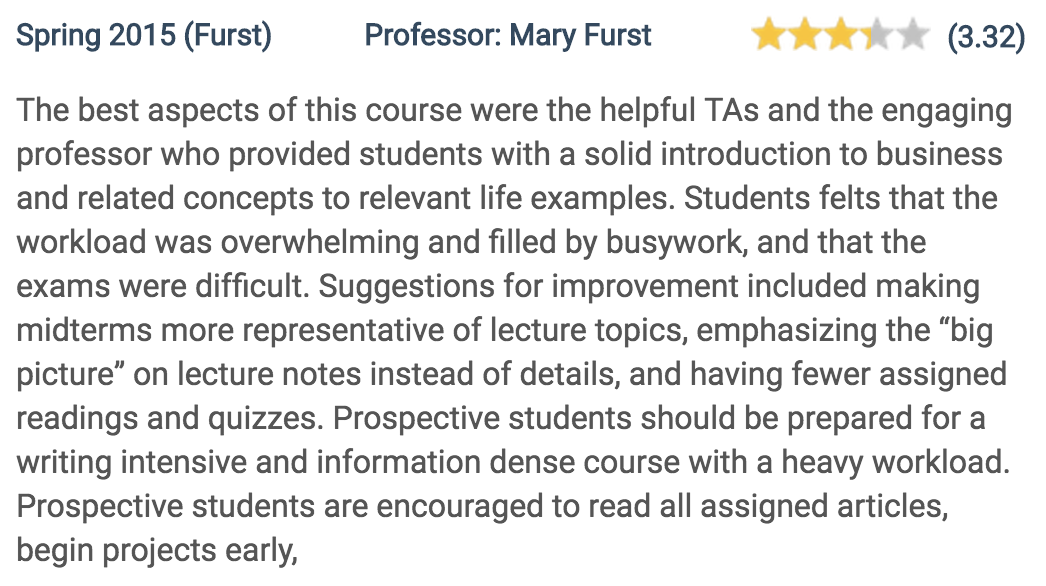 Spring 2015 (Furst) Professor: Mary Furst (3.32)
The best aspects of this course were the helpful TAs and the engaging
professor who provided students with a solid introduction to business
and related concepts to relevant life examples. Students felts that the
workload was overwhelming and filled by busywork, and that the
exams were difficult. Suggestions for improvement included making
midterms more representative of lecture topics, emphasizing the “big
picture” on lecture notes instead of details, and having fewer assigned
readings and quizzes. Prospective students should be prepared for a
writing intensive and information dense course with a heavy workload.
Prospective students are encouraged to read all assigned articles,
begin projects early,